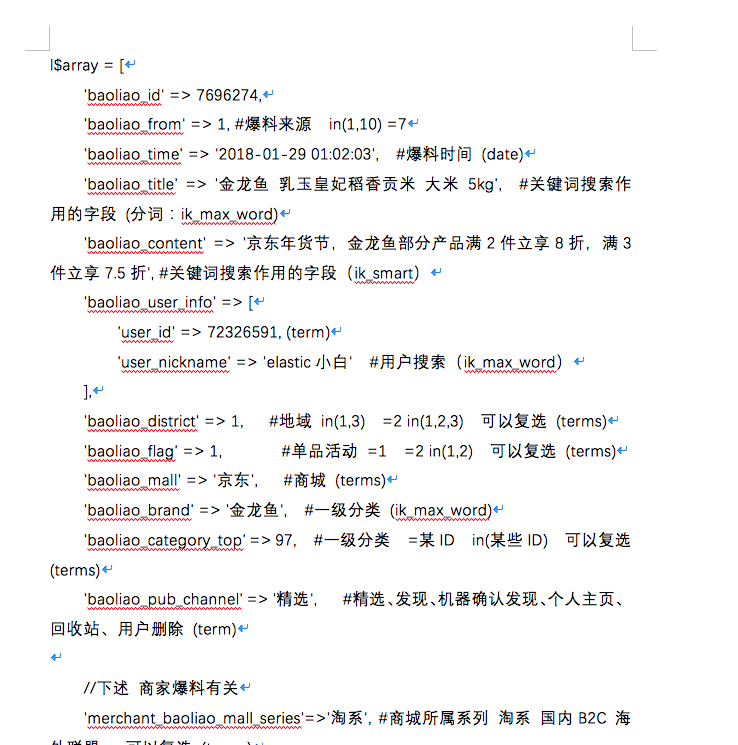 $array = [
'baoliao_id' => 7696274,
'baoliao_from' => 1, #爆料来源 in(1,10) =7
'baoliao_time' => '2018-01-29 01:02:03', #爆料时间 (date)
'baoliao_title' => '金龙鱼 乳玉皇妃稻香贡米 大米 5kg', #关键词搜索作
用的字段 (分词：ik_max_word)
'baoliao_content' => '京东年货节，金龙鱼部分产品满 2 件立享 8 折，满 3
件立享 7.5 折', #关键词搜索作用的字段（ik_smart）
'baoliao_user_info' => [
'user_id' => 72326591, (term)
'user_nickname' => 'elastic 小白' #用户搜索（ik_max_word）
],
'baoliao_district' => 1, #地域 in(1,3) =2 in(1,2,3) 可以复选 (terms)
'baoliao_flag' => 1, #单品活动 =1 =2 in(1,2) 可以复选 (terms)
'baoliao_mall' => '京东', #商城 (terms)
'baoliao_brand' => '金龙鱼', #一级分类 (ik_max_word)
'baoliao_category_top' => 97, #一级分类 =某 ID in(某些 ID) 可以复选
(terms)
'baoliao_pub_channel' => '精选', #精选、发现、机器确认发现、个人主页、
回收站、用户删除 (term)
//下述 商家爆料有关
'merchant_baoliao_mall_series'=>'淘系', #商城所属系列 淘系 国内 B2C 海